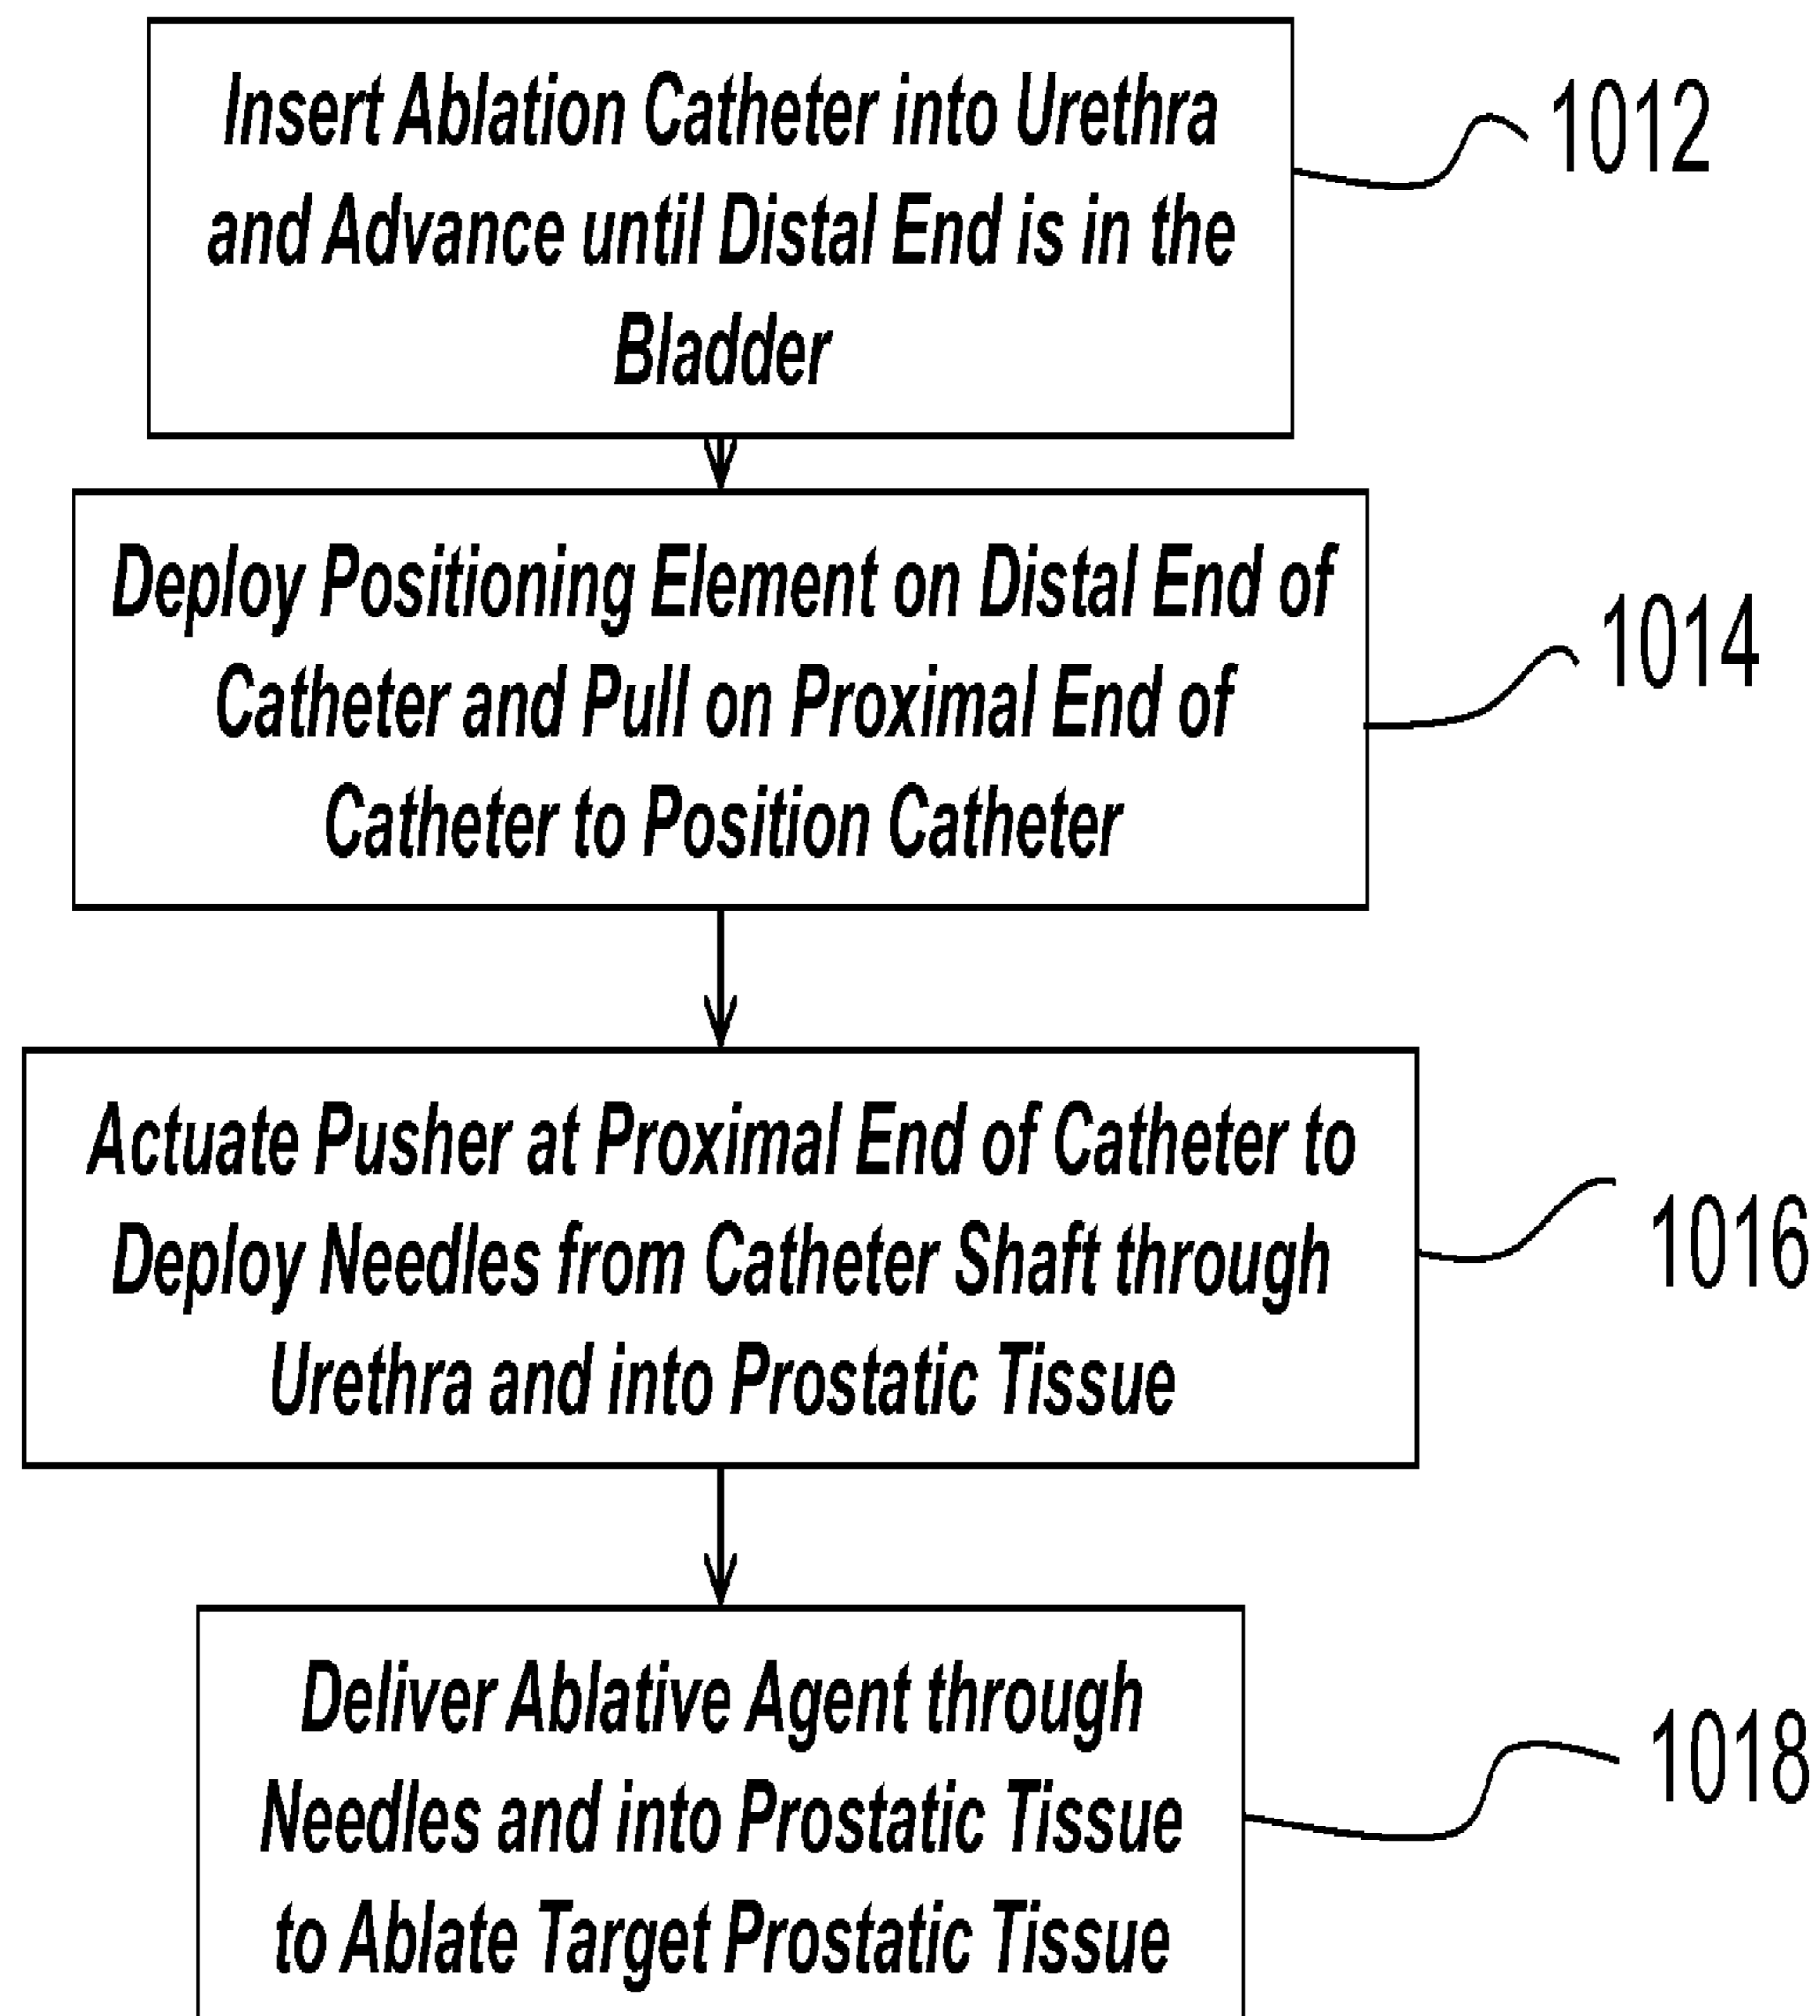 Insert Ablation Catheter into Urethra
and Advance until Distal End is in the
Bladder
1012
Deploy Positioning Element on Distal End of
Catheter and Pull on Proximal End of
Catheter to Position Catheter
1014
Actuate Pusher at Proximal End of Catheter to
Deploy Needles from Catheter Shaft through
Urethra and into Prostatic Tissue
1016
Deliver Ablative Agent through
Needles and into Prostatic Tissue
to Ablate Target Prostatic Tissue
1018